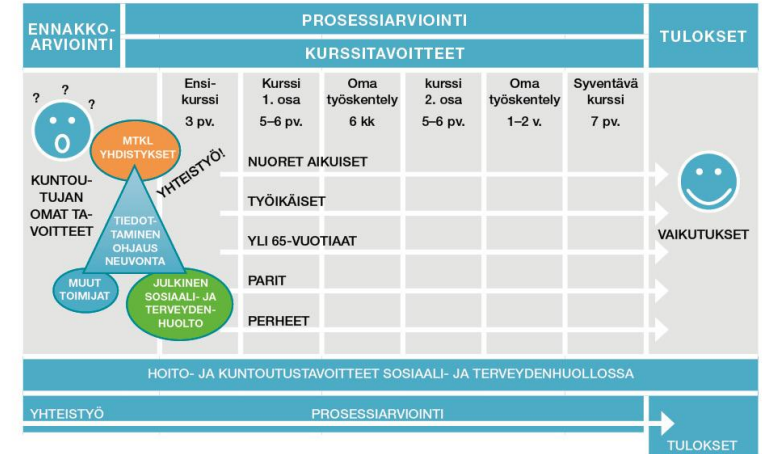 ENNAKKO-
ARVIOINTI
PROSESSIARVIOINTI
KURSSITAVOITTEET
TULOKSET
? ? ?
KUNTOU-
TUJAN
OMAT TA-
VOITTEET
MTKL
YHDISTYKSET
TIEDOT-
TAMINEN
OHJAUS
NEUVONTA
MUUT
TOIMIJAT
JULKINEN
SOSIAALI- JA
TERVEYDEN-
HUOLTO
YHTEISTYÖ!
Ensi-
kurssi
3 pv.
Kurssi
1. osa
5–6 pv.
Oma
työskentely
6 kk
kurssi
2. osa
5–6 pv.
Oma
työskentely
1–2 v.
Syventävä
kurssi
7 pv.
NUORET AIKUISET
TYÖIKÄISET
YLI 65-VUOTIAAT
PARIT
PERHEET
VAIKUTUKSET
HOITO- JA KUNTOUTUSTAVOITTEET SOSIAALI- JA TERVEYDENHUOLLOSSA
YHTEISTYÖ
PROSESSIARVIOINTI
TULOKSET